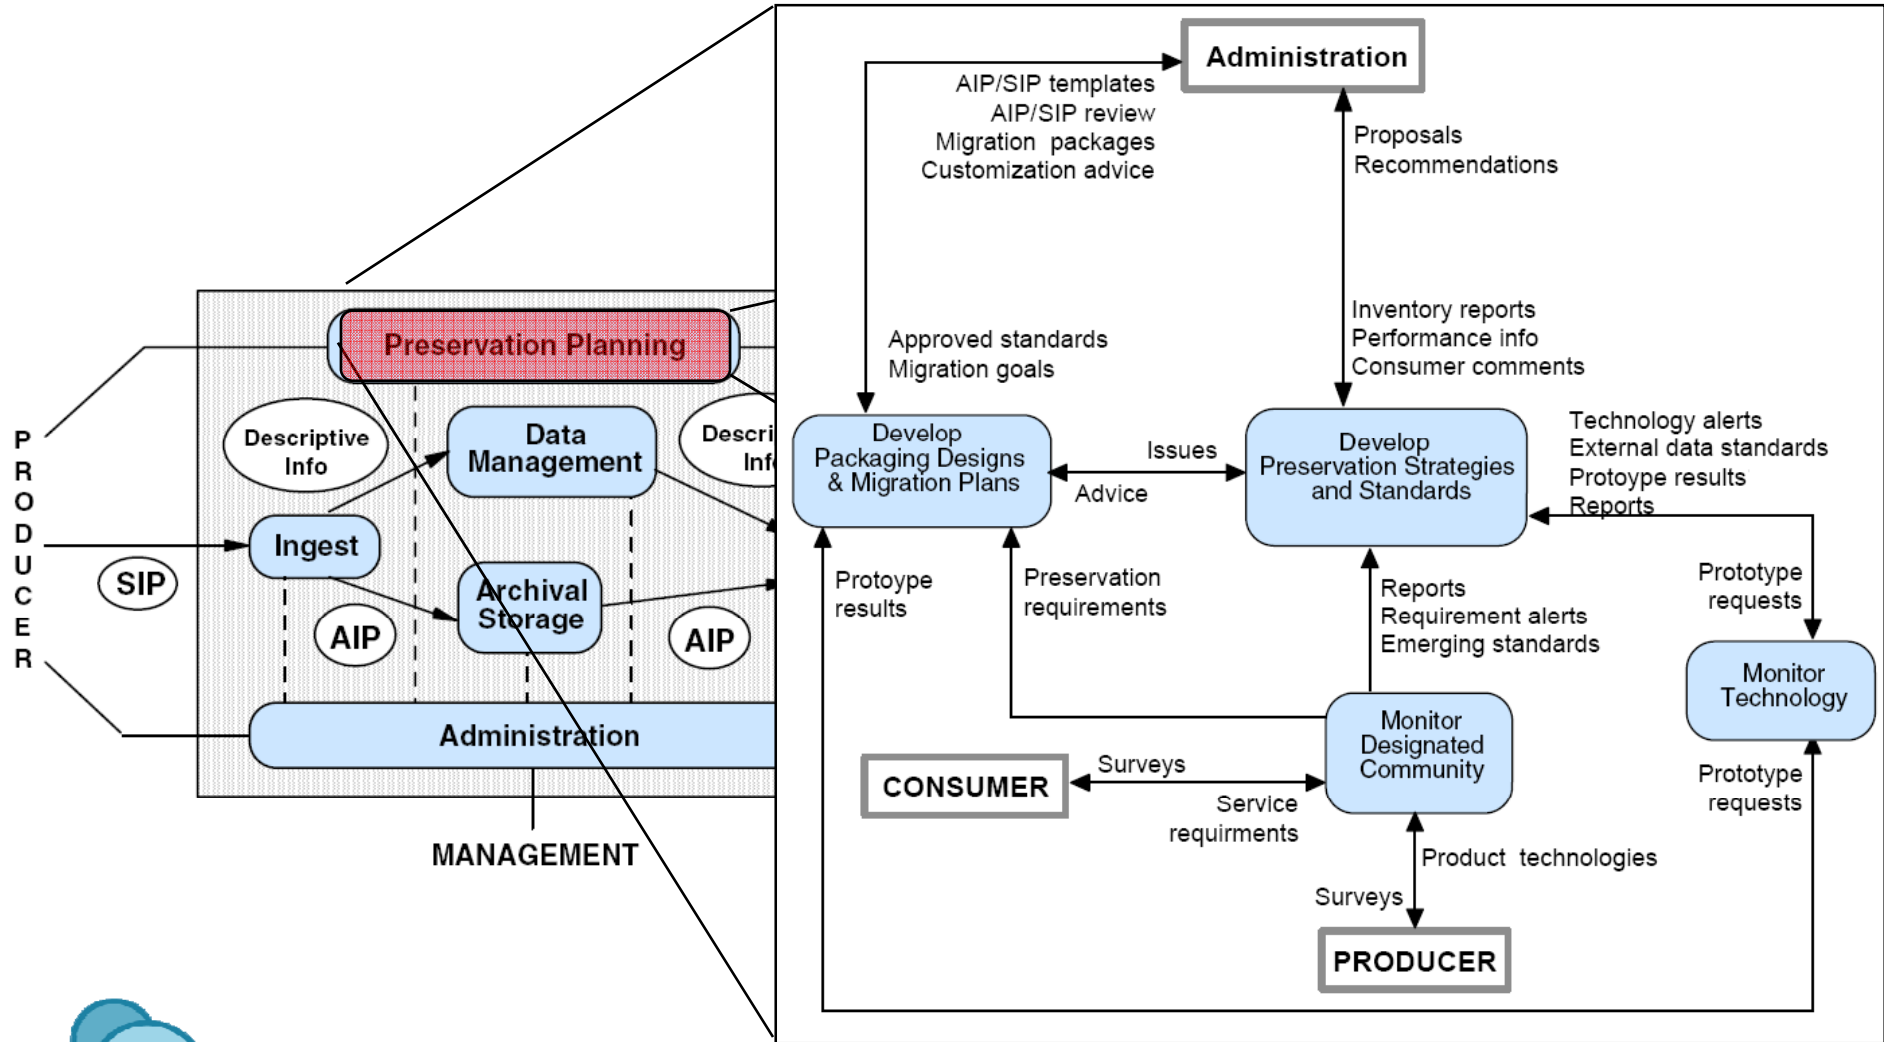 Preservation Planning
Descriptive
Info
Data
Management
Descri
Inf
PRODUCER
Ingest
SIP
Archival
Storage
AIP
AIP
Administration
MANAGEMENT
Administration
AIP/SIP templates
AIP/SIP review
Migration packages
Customization advice
Proposals
Recommendations
Inventory reports
Performance info
Consumer comments
Approved standards
Migration goals
Develop
Packaging Designs
& Migration Plans
Issues
Advice
Develop
Preservation Strategies
and Standards
Technology alerts
External data standards
Protoype results
Reports
Protoype
results
Preservation
requirements
Reports
Requirement alerts
Emerging standards
Prototype
requests
Monitor
Technology
Monitor
Designated
Community
Prototype
requests
CONSUMER
Surveys
Service
requirments
Product technologies
Surveys
PRODUCER